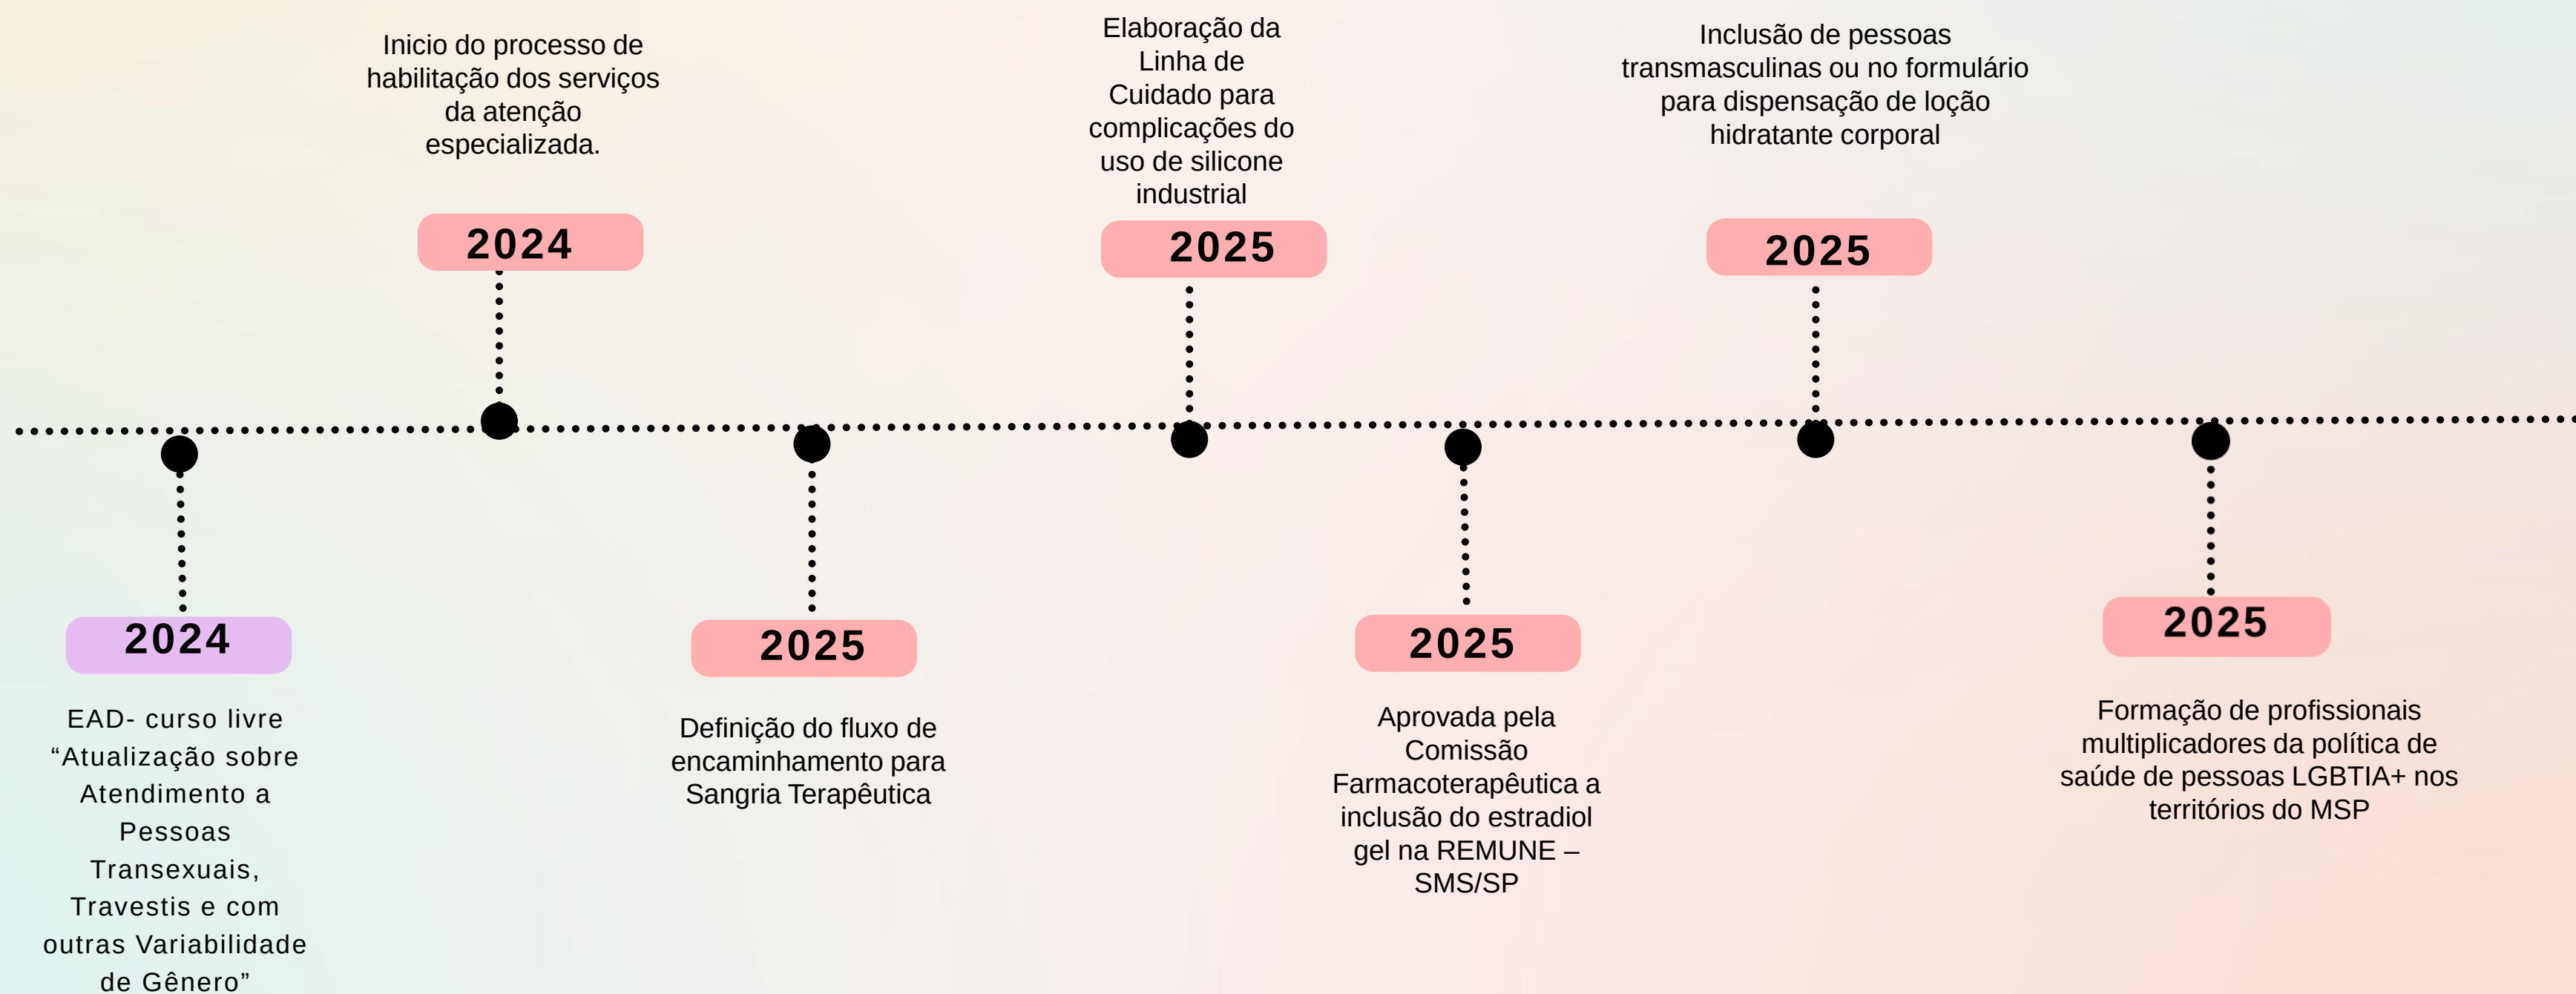 EAD- curso livre
“Atualização sobre
Atendimento a
Pessoas
Transexuais,
Travestis e com
outras Variabilidade
de Gênero”
2024
Inicio do processo de
habilitação dos serviços
da atenção
especializada.
2024
2025
Definição do fluxo de
encaminhamento para
Sangria Terapêutica
Elaboração da
Linha de
Cuidado para
complicações do
uso de silicone
industrial
2025
2025
Aprovada pela
Comissão
Farmacoterapêutica a
inclusão do estradiol
gel na REMUNE –
SMS/SP
Inclusão de pessoas
transmasculinas ou no formulário
para dispensação de loção
hidratante corporal
2025
2025
Formação de profissionais
multiplicadores da política de
saúde de pessoas LGBTIA+ nos
territórios do MSP